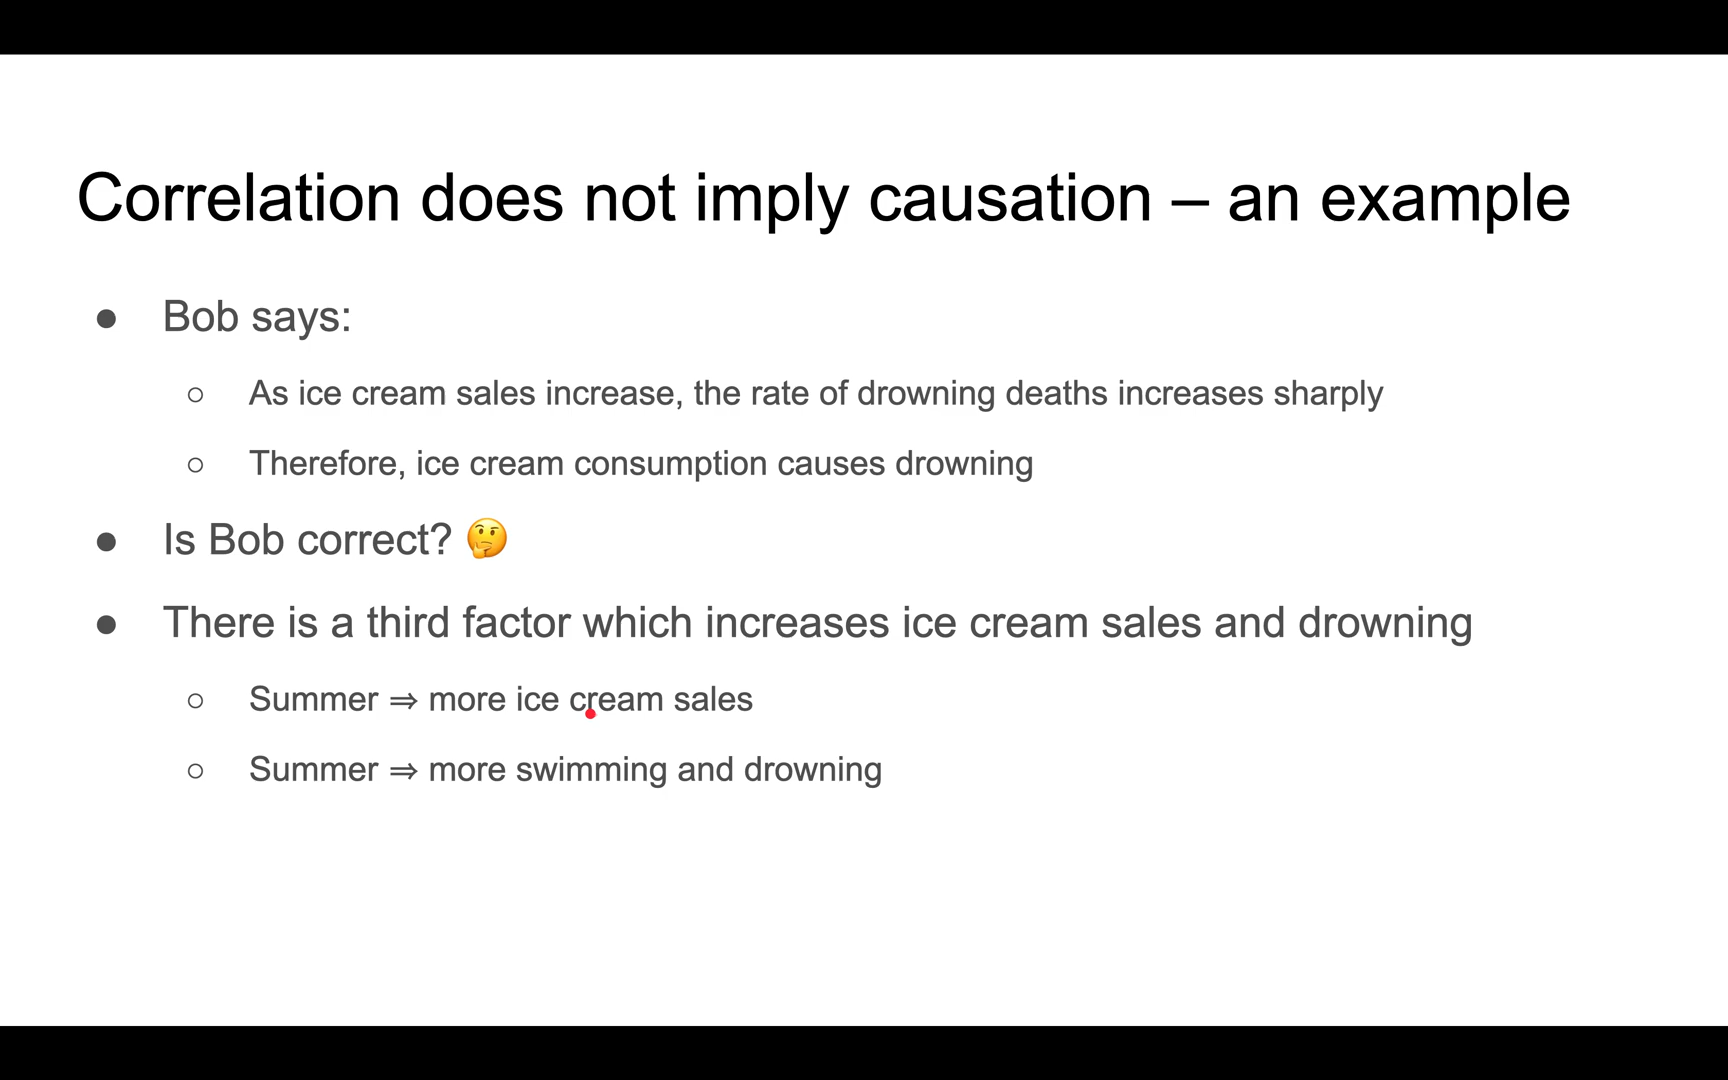 Correlation does not imply causation – an example
● Bob says:
○ As ice cream sales increase, the rate of drowning deaths increases sharply
○ Therefore, ice cream consumption causes drowning
● Is Bob correct? 🤔
● There is a third factor which increases ice cream sales and drowning
○ Summer ⇒ more ice cream sales
○ Summer ⇒ more swimming and drowning